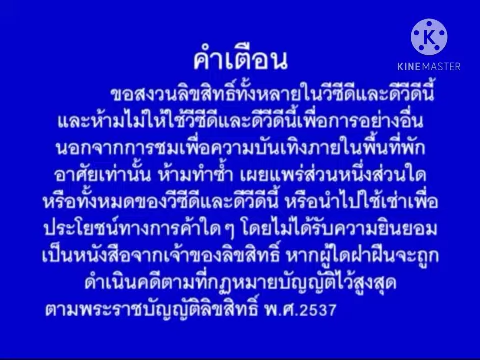 K
KINEMASTER
คำเตือน
ขอสงวนลิขสิทธิ์ทั้งหลายในวีซีดีและดีวีดีนี้
และห้ามไม่ให้ใช้วีซีดีและดีวีดีนี้เพื่อการอย่างอื่น
นอกจากการชมเพื่อความบันเทิงภายในพื้นที่พัก
อาศัยเท่านั้น ห้ามทำซ้ำ เผยแพร่ส่วนหนึ่งส่วนใด
หรือทั้งหมดของวีซีดีและดีวีดีนี้ หรือนำไปใช้เช่าเพื่อ
ประโยชน์ทางการค้าใดๆ โดยไม่ได้รับความยินยอม
เป็นหนังสือจากเจ้าของลิขสิทธิ์ หากผู้ใดฝ่าฝืนจะถูก
ดำเนินคดีตามที่กฎหมายบัญญัติไว้สูงสุด
ตามพระราชบัญญัติลิขสิทธิ์ พ.ศ.2537